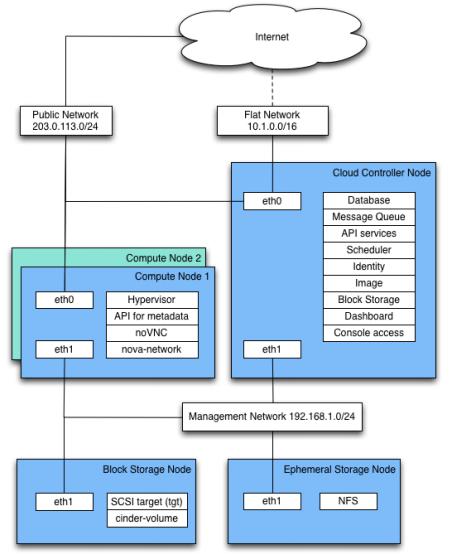 Internet
Public Network
203.0.113.0/24
Flat Network
10.1.0.0/16
Cloud Controller Node
eth0
Database
Message Queue
API services
Scheduler
Identity
Image
Block Storage
Dashboard
Console access
eth1
Compute Node 2
Compute Node 1
eth0
Hypervisor
API for metadata
noVNC
eth1
nova-network
Management Network 192.168.1.0/24
Block Storage Node
eth1
SCSI target (tgt)
cinder-volume
Ephemeral Storage Node
eth1
NFS